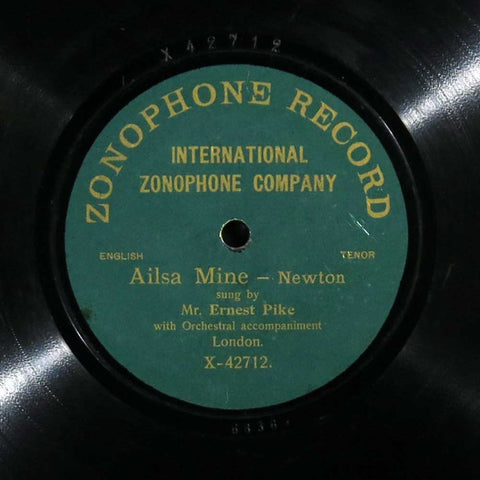 X 42712
ZONOPHONE RECORD
INTERNATIONAL
ZONOPHONE COMPANY
ENGLISH TENOR
Ailsa Mine – Newton
sung by
Mr. Ernest Pike
with Orchestral accompaniment
London.
X-42712.